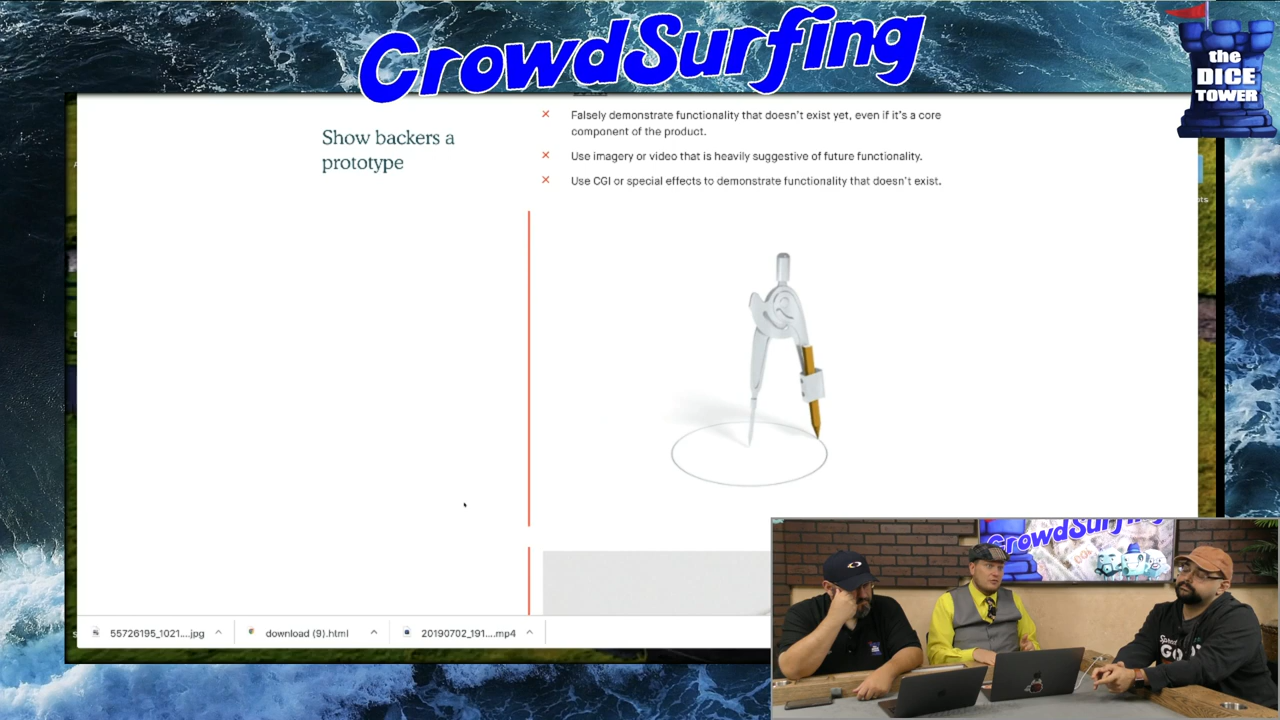 CrowdSurfing
the
DICE
TOWER
Show backers a
prototype
× Falsely demonstrate functionality that doesn't exist yet, even if it's a core
component of the product.
× Use imagery or video that is heavily suggestive of future functionality.
× Use CGI or special effects to demonstrate functionality that doesn't exist.
55726195_1021....jpg
download (9).html
20190702_191....mp4
CrowdSurfing
DICE
TOWER